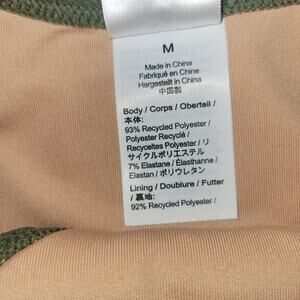 M
Made in China
Fabriqué en Chine
Hergestellt in China
中国製
Body / Corps / Oberteil /
本体:
93% Recycled Polyester /
Polyester Recyclé /
Recyceltes Polyester / リ
サイクルポリエステル
7% Elastane / Élasthanne /
Elastan / ポリウレタン
Lining / Doublure / Futter
/ 裏地:
92% Recycled Polyester /